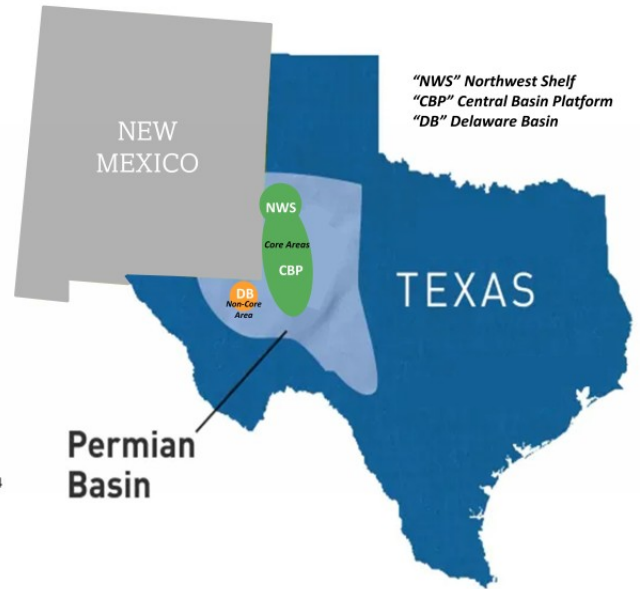 "NWS" Northwest Shelf
"CBP" Central Basin Platform
"DB" Delaware Basin
NEW
MEXICO
NWS
Core Areas
CBP
TEXAS
DB
Non-Core
Area
Permian
Basin